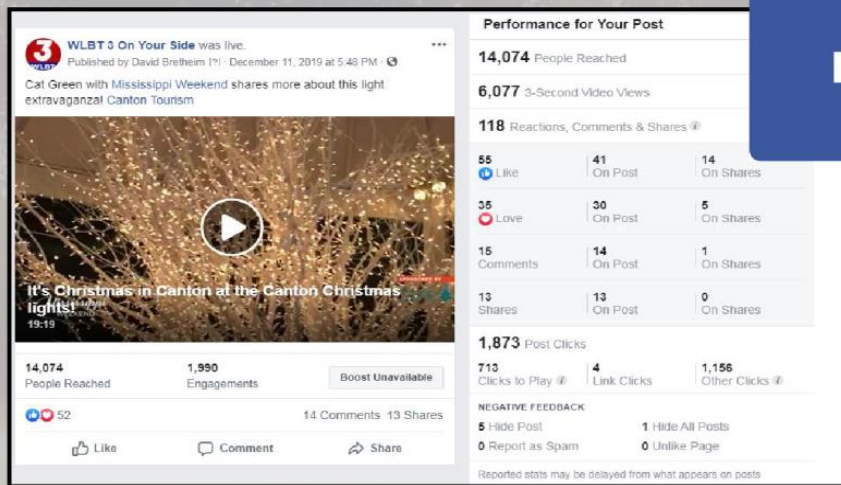 3
WLBT
WLBT 3 On Your Side was live.
Published by David Bretheim [?] · December 11, 2019 at 5:48 PM ·
Cat Green with Mississippi Weekend shares more about this light
extravaganza! Canton Tourism
It's Christmas in Canton at the Canton Christmas
lights!
WEEKEND
19:19
14,074
People Reached
1,990
Engagements
Boost Unavailable
52
14 Comments 13 Shares
Like
Comment
Share
Performance for Your Post
14,074 People Reached
6,077 3-Second Video Views
118 Reactions, Comments & Shares
55 41 14
Like On Post On Shares
35 30 5
Love On Post On Shares
15 14 1
Comments On Post On Shares
13 13 0
Shares On Post On Shares
1,873 Post Clicks
713 4 1,156
Clicks to Play Link Clicks Other Clicks
NEGATIVE FEEDBACK
5 Hide Post 1 Hide All Posts
0 Report as Spam 0 Unlike Page
Reported stats may be delayed from what appears on posts